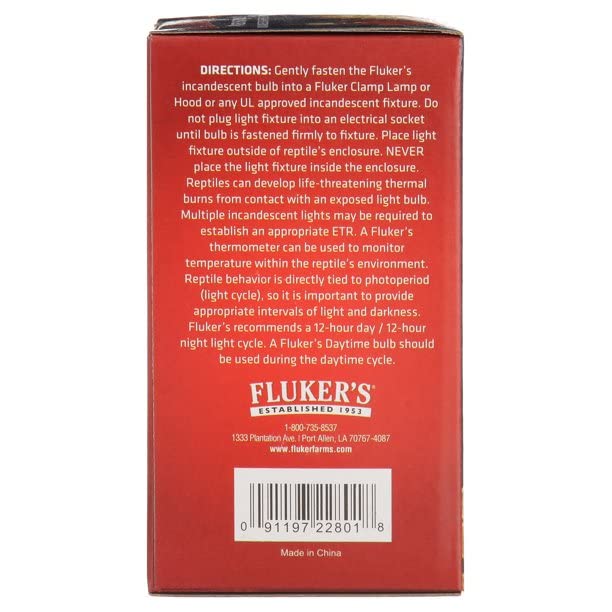 DIRECTIONS: Gently fasten the Fluker's
incandescent bulb into a Fluker Clamp Lamp or
Hood or any UL approved incandescent fixture. Do
not plug light fixture into an electrical socket
until bulb is fastened firmly to fixture. Place light
fixture outside of reptile's enclosure. NEVER
place the light fixture inside the enclosure.
Reptiles can develop life-threatening thermal
burns from contact with an exposed light bulb.
Multiple incandescent lights may be required to
establish an appropriate ETR. A Fluker's
thermometer can be used to monitor
temperature within the reptile's environment.
Reptile behavior is directly tied to photoperiod
(light cycle), so it is important to provide
appropriate intervals of light and darkness.
Fluker's recommends a 12-hour day / 12-hour
night light cycle. A Fluker's Daytime bulb should
be used during the daytime cycle.
FLUKER'S®
ESTABLISHED 1953
1-800-735-8537
1333 Plantation Ave. | Port Allen, LA 70767-4087
www.flukerfarms.com
0 91197 22801 8
Made in China